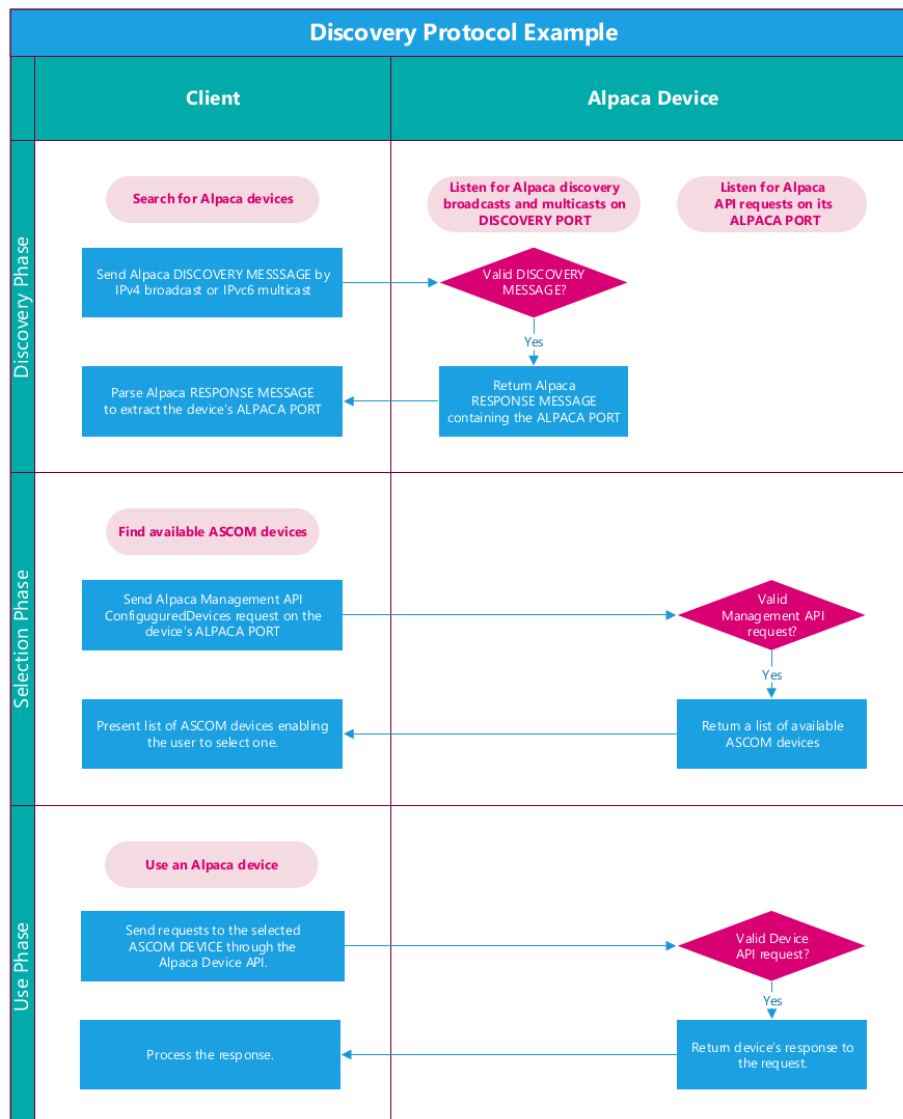 Discovery Protocol Example
Client
Alpaca Device
Discovery Phase
Search for Alpaca devices
Listen for Alpaca discovery
broadcasts and multicasts on
DISCOVERY PORT
Listen for Alpaca
API requests on its
ALPACA PORT
Send Alpaca DISCOVERY MESSSAGE by
IPv4 broadcast or IPvc6 multicast
Valid DISCOVERY
MESSAGE?
Yes
Parse Alpaca RESPONSE MESSAGE
to extract the device's ALPACA PORT
Return Alpaca
RESPONSE MESSAGE
containing the ALPACA PORT
Selection Phase
Find available ASCOM devices
Send Alpaca Management API
ConfiguguredDevices request on the
device's ALPACA PORT
Valid
Management API
request?
Yes
Present list of ASCOM devices enabling
the user to select one.
Return a list of available
ASCOM devices
Use Phase
Use an Alpaca device
Send requests to the selected
ASCOM DEVICE through the
Alpaca Device API.
Valid Device
API request?
Yes
Process the response.
Return device's response to
the request.